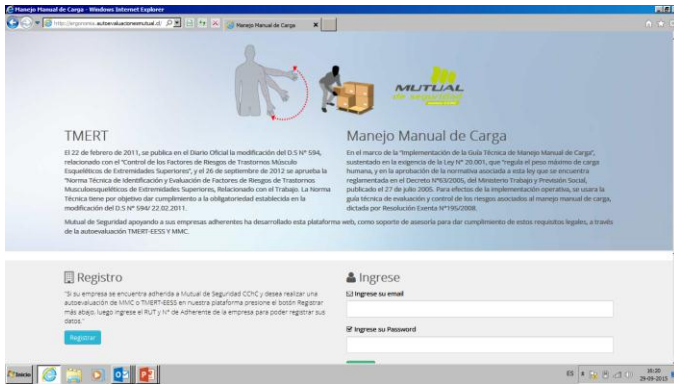 Manejo Manual de Carga - Windows Internet Explorer
Manejo Manual de Carga
MUTUAL
TMERT
El 22 de febrero de 2011, se publica en el Diario Oficial la modificación del D.S N° 594,
relacionado con el "Control de los Factores de Riesgos de Trastornos Músculo
Esqueléticos de Extremidades Superiores", y el 26 de septiembre de 2012 se aprueba la
"Norma Técnica de Identificación y Evaluación de Factores de Riesgos de Trastornos
Musculoesqueléticos de Extremidades Superiores, Relacionado con el Trabajo. La Norma
Técnica tiene por objetivo dar cumplimiento a la obligatoriedad establecida en la
modificación del D.S N° 594/ 22.02.2011.
Manejo Manual de Carga
En el marco de la "Implementación de la Guía Técnica de Manejo Manual de Carga",
sustentado en la exigencia de la Ley N° 20.001, que "regula el peso máximo de carga
humana, y en la aprobación de la normativa asociada a esta ley que se encuentra
reglamentada en el Decreto N°63/2005, del Ministerio Trabajo y Previsión Social,
publicado el 27 de julio 2005. Para efectos de la implementación operativa, se usara la
guía técnica de evaluación y control de los riesgos asociados al manejo manual de carga,
dictada por Resolución Exenta N°195/2008.
Mutual de Seguridad apoyando a sus empresas adherentes ha desarrollado esta plataforma web, como soporte de asesoría para dar cumplimiento de estos requisitos legales, a través
de la autoevaluación TMERT-EESS Y MMC.
Registro
"Si su empresa se encuentra adherida a Mutual de Seguridad CChC y desea realizar una
autoevaluación de MMC o TMERT-EESS en nuestra plataforma presione el botón Registrar
más abajo, luego ingrese el RUT y N° de Adherente de la empresa para poder registrar sus
datos."
Registrar
Ingrese
Ingrese su email
Ingrese su Password
Inicio
ES
16:20
29-09-2015